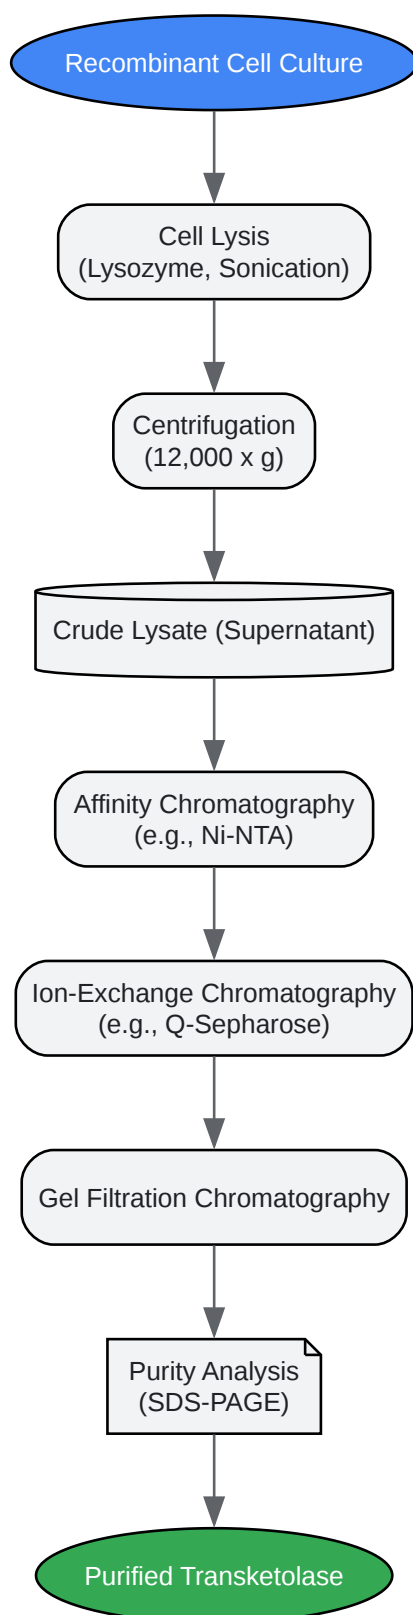 Recombinant Cell Culture
Cell Lysis
(Lysozyme, Sonication)
Centrifugation
(12,000 x g)
Crude Lysate (Supernatant)
Affinity Chromatography
(e.g., Ni-NTA)
Ion-Exchange Chromatography
(e.g., Q-Sepharose)
Gel Filtration Chromatography
Purity Analysis
(SDS-PAGE)
Purified Transketolase